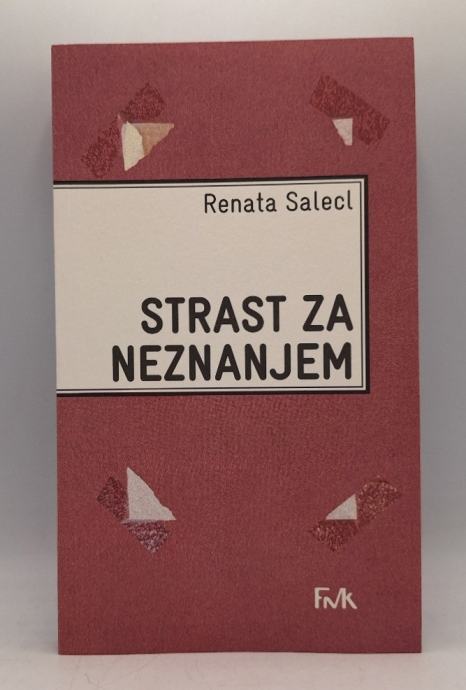 Renata Salecl
STRAST ZA
NEZNANJEM
FMK